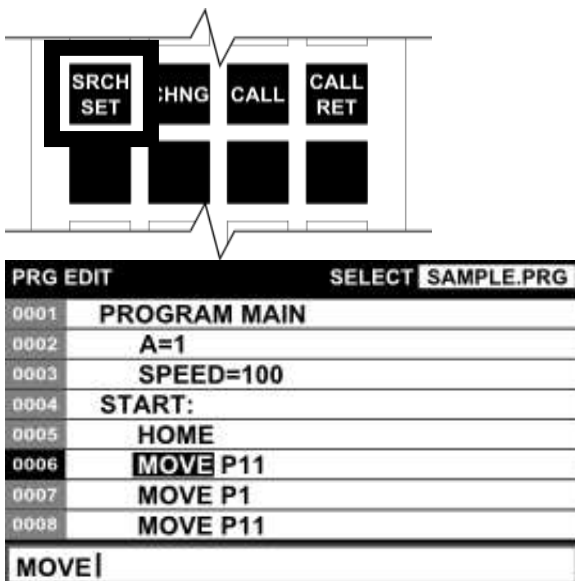 SRCH SET CHNG CALL CALL RET
PRG EDIT SELECT SAMPLE.PRG
0001 PROGRAM MAIN
0002 A=1
0003 SPEED=100
0004 START:
0005 HOME
0006 MOVE P11
0007 MOVE P1
0008 MOVE P11
MOVE